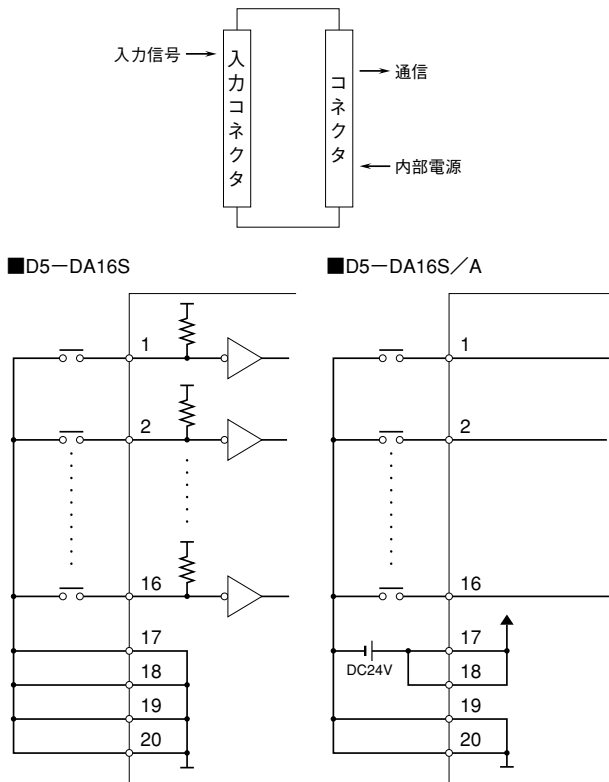 入力信号
入力コネクタ
コネクタ
通信
内部電源
■D5－DA16S
1
2
16
17
18
19
20
■D5－DA16S／A
1
2
16
17
DC24V
18
19
20